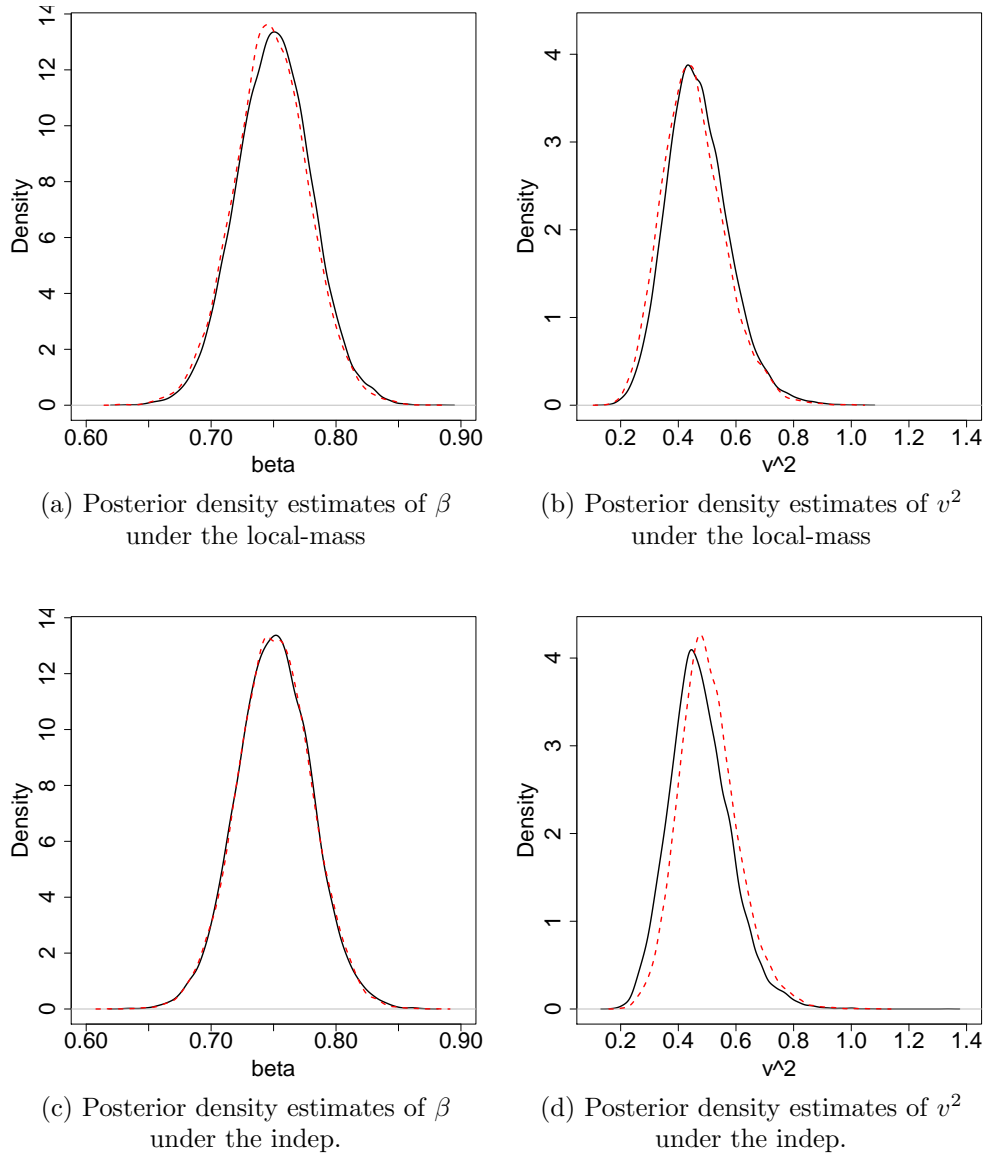 Density
0 2 4 6 8 10 12 14
0.60 0.70 0.80 0.90
beta
(a) Posterior density estimates of β
under the local-mass
Density
0 1 2 3 4
0.2 0.4 0.6 0.8 1.0 1.2 1.4
v^2
(b) Posterior density estimates of v²
under the local-mass
Density
0 2 4 6 8 10 12 14
0.60 0.70 0.80 0.90
beta
(c) Posterior density estimates of β
under the indep.
Density
0 1 2 3 4
0.2 0.4 0.6 0.8 1.0 1.2 1.4
v^2
(d) Posterior density estimates of v²
under the indep.